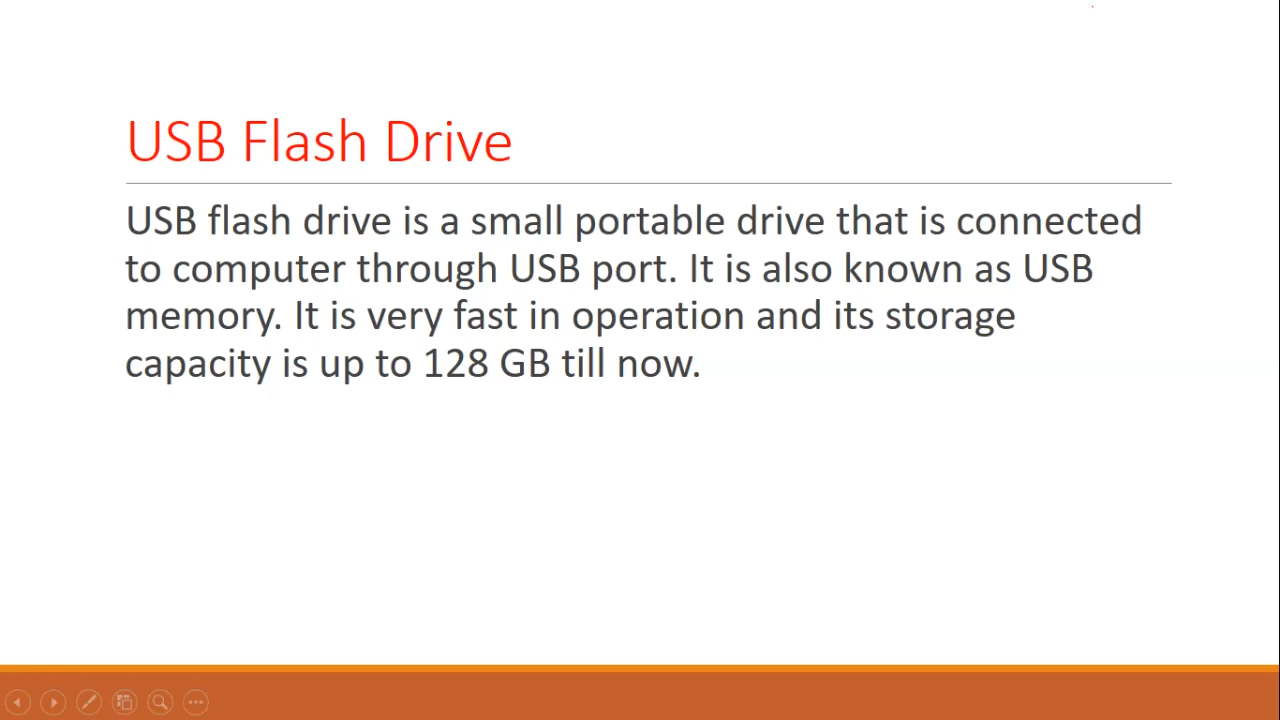 USB Flash Drive
USB flash drive is a small portable drive that is connected
to computer through USB port. It is also known as USB
memory. It is very fast in operation and its storage
capacity is up to 128 GB till now.